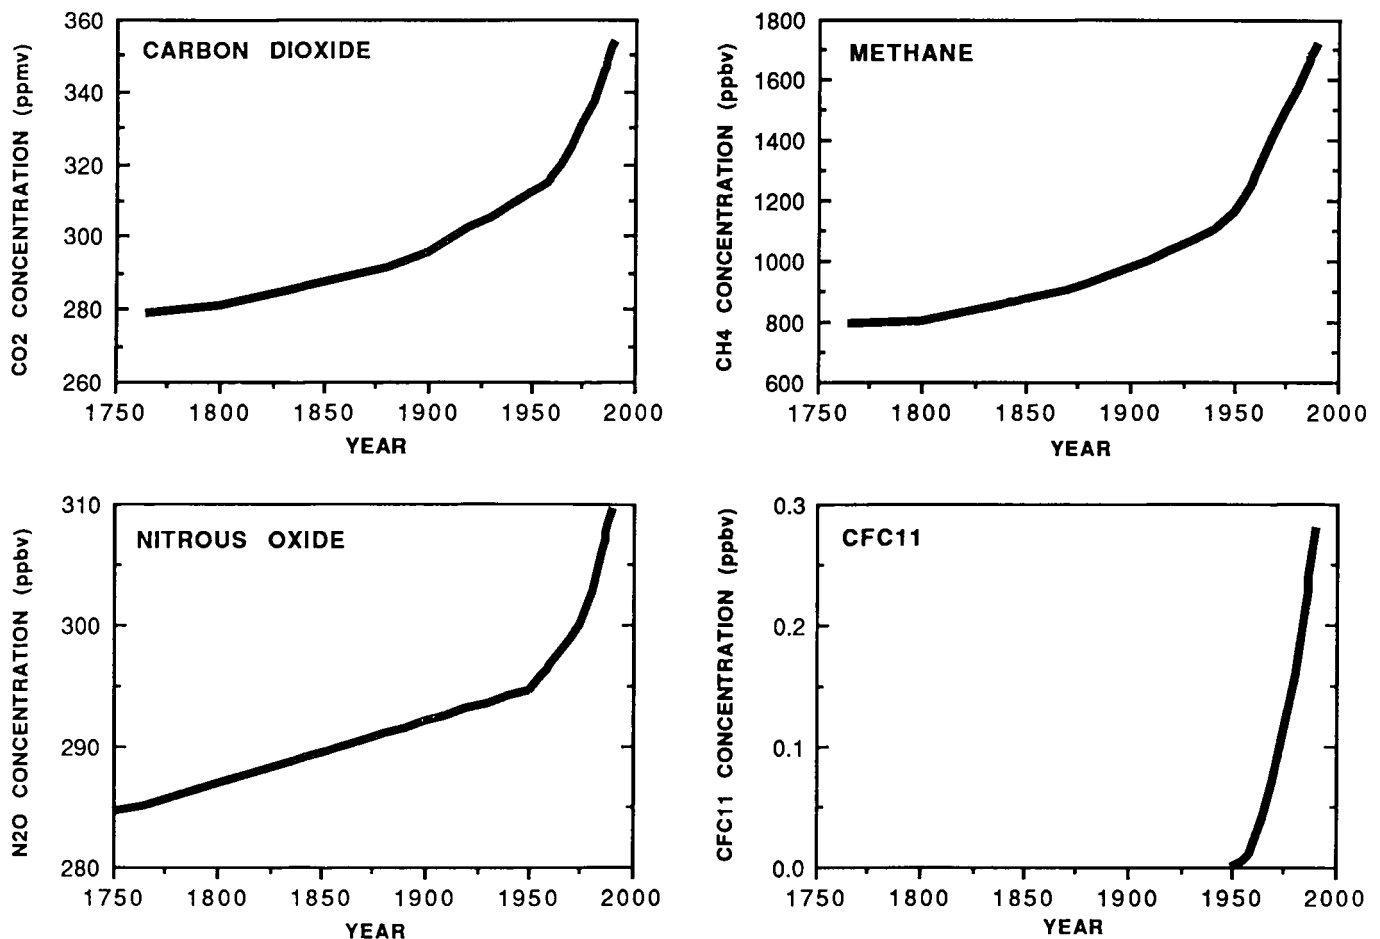 CARBON DIOXIDE
CO2 CONCENTRATION (ppmv)
360
340
320
300
280
260
1750 1800 1850 1900 1950 2000
YEAR
METHANE
CH4 CONCENTRATION (ppbv)
1800
1600
1400
1200
1000
800
600
1750 1800 1850 1900 1950 2000
YEAR
NITROUS OXIDE
N2O CONCENTRATION (ppbv)
310
300
290
280
1750 1800 1850 1900 1950 2000
YEAR
CFC11
CFC11 CONCENTRATION (ppbv)
0.3
0.2
0.1
0.0
1750 1800 1850 1900 1950 2000
YEAR